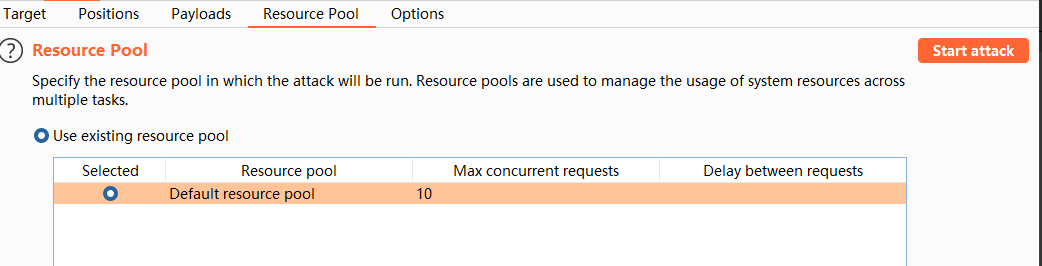 Target Positions Payloads Resource Pool Options
? Resource Pool Start attack
Specify the resource pool in which the attack will be run. Resource pools are used to manage the usage of system resources across
multiple tasks.
Use existing resource pool
Selected Resource pool Max concurrent requests Delay between requests
Default resource pool 10